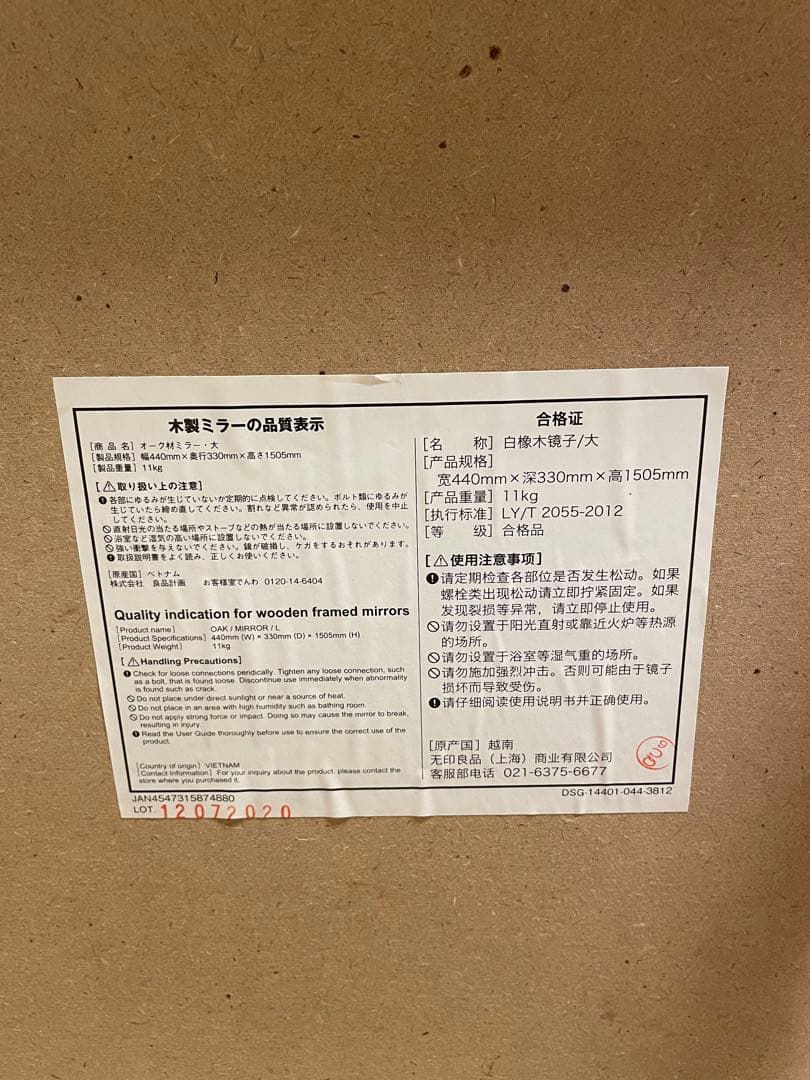 木製ミラーの品質表示
[商品名] オーク材ミラー・大
[製品規格] 幅440mm×奥行330mm×高さ1505mm
[製品重量] 11kg
[⚠取り扱い上の注意]
各部にゆるみが生じていないか定期的に点検してください。ボルト類にゆるみが
生じていたら締め直してください。割れなど異常が認められたら、使用を中止
してください。
直射日光の当たる場所やストーブなどの熱が当たる場所に設置しないでください。
浴室など湿気の高い場所に設置しないでください。
強い衝撃を与えないでください。鏡が破損し、ケガをするおそれがあります。
取扱説明書をよく読み、正しくお使いください。
[原産国] ベトナム
株式会社 良品計画 お客様室でんわ 0120-14-6404
Quality indication for wooden framed mirrors
[Product name] OAK / MIRROR / L
[Product Specifications] 440mm (W) × 330mm (D) × 1505mm (H)
[Product Weight] 11kg
[⚠Handling Precautions]
Check for loose connections peridically. Tighten any loose connection, such
as a bolt, that is found loose. Discontinue use immediately when abnormality
is found such as crack.
Do not place under direct sunlight or near a source of heat.
Do not place in an area with high humidity such as bathing room.
Do not apply strong force or impact. Doing so may cause the mirror to break,
resulting in injury.
Read the User Guide thoroughly before use to ensure the correct use of the
product.
[Country of origin] VIETNAM
[Contact Information] For your inquiry about the product, please contact the
store where you purchased it.
JAN4547315874880
LOT. 12072020
合格证
[名 称] 白橡木镜子/大
[产品规格]
宽440mm×深330mm×高1505mm
[产品重量] 11kg
[执行标准] LY/T 2055-2012
[等 级] 合格品
[⚠使用注意事项]
请定期检查各部位是否发生松动。如果
螺栓类出现松动请立即拧紧固定。如果
发现裂损等异常，请立即停止使用。
请勿设置于阳光直射或靠近火炉等热源
的场所。
请勿设置于浴室等湿气重的场所。
请勿施加强烈冲击。否则可能由于镜子
损坏而导致受伤。
请仔细阅读使用说明书并正确使用。
[原产国] 越南
无印良品（上海）商业有限公司
客服部电话 021-6375-6677
DSG-14401-044-3812